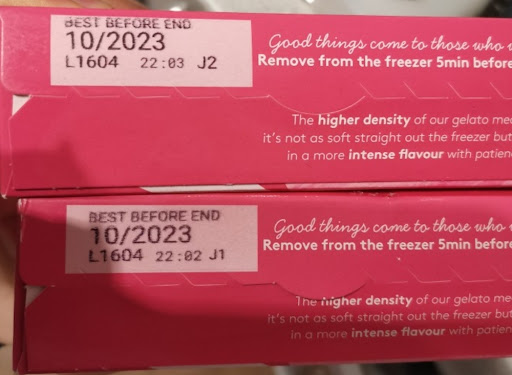 BEST BEFORE END
10/2023
L1604 22:03 J2
Good things come to those who
Remove from the freezer 5min before
The higher density of our gelato
it's not as soft straight out the freezer but
in a more intense flavour with
BEST BEFORE END
10/2023
L1604 22:02 J1
Good things come to those who
Remove from the freezer 5min before
The higher density of our gelato
it's not as soft straight out the freezer but
in a more intense flavour with